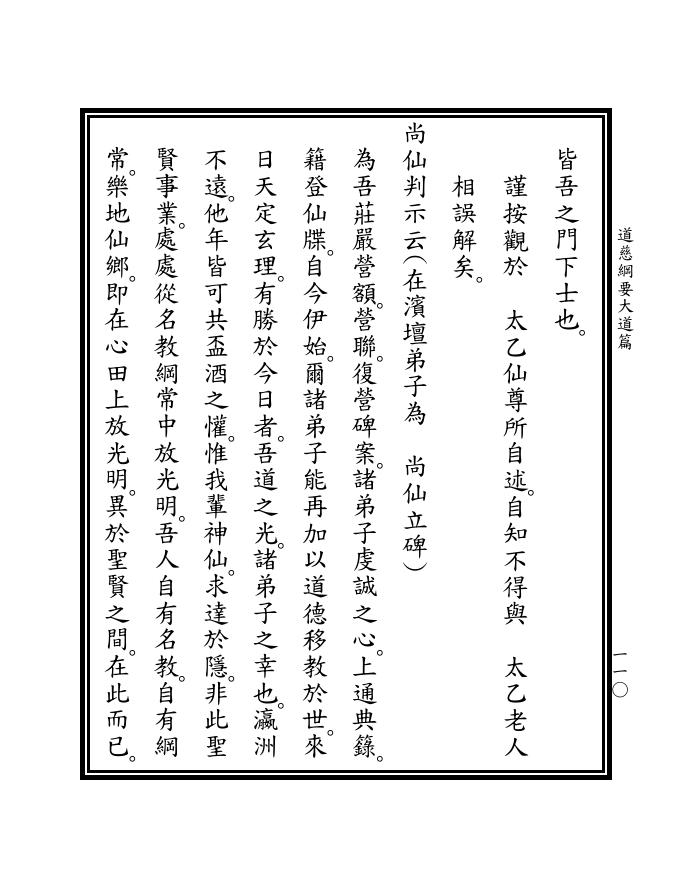 道慈綱要大道篇
一一〇
皆吾之門下士也。
謹按觀於　太乙仙尊所自述。自知不得與　太乙老人
相誤解矣。
尚仙判示云（在濱壇弟子為　尚仙立碑）
為吾莊嚴營額。營聯。復營碑案。諸弟子虔誠之心。上通典籙。
籍登仙牒。自今伊始。爾諸弟子能再加以道德移教於世。來
日天定玄理。有勝於今日者。吾道之光。諸弟子之幸也。瀛洲
不遠。他年皆可共盃酒之懽。惟我輩神仙。求達於隱。非此聖
賢事業。處處從名教綱常中放光明。吾人自有名教。自有綱
常。樂地仙鄉。即在心田上放光明。異於聖賢之間。在此而已。